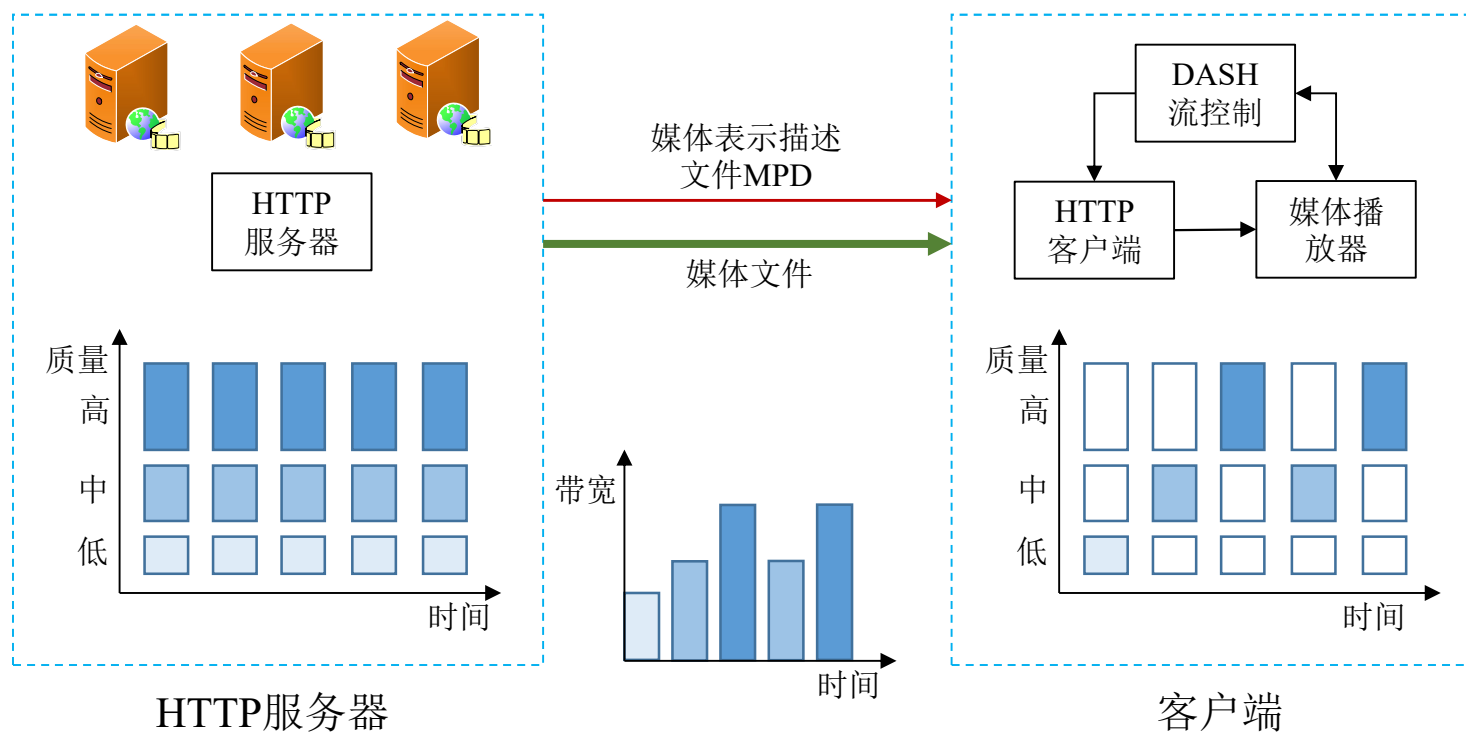 HTTP
服务器
质量
高
中
低
时间
HTTP服务器
媒体表示描述
文件MPD
媒体文件
带宽
时间
DASH
流控制
HTTP
客户端
媒体播
放器
质量
高
中
低
时间
客户端